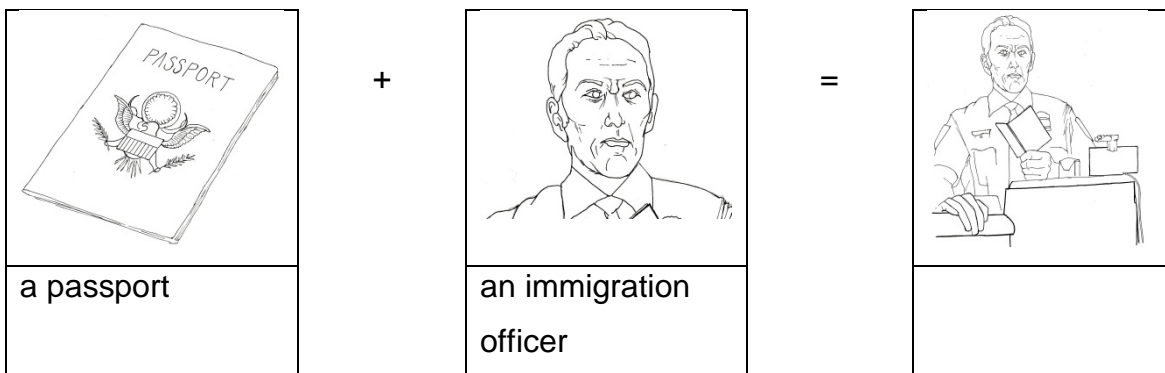 PASSPORT
+
=
a passport
an immigration
officer